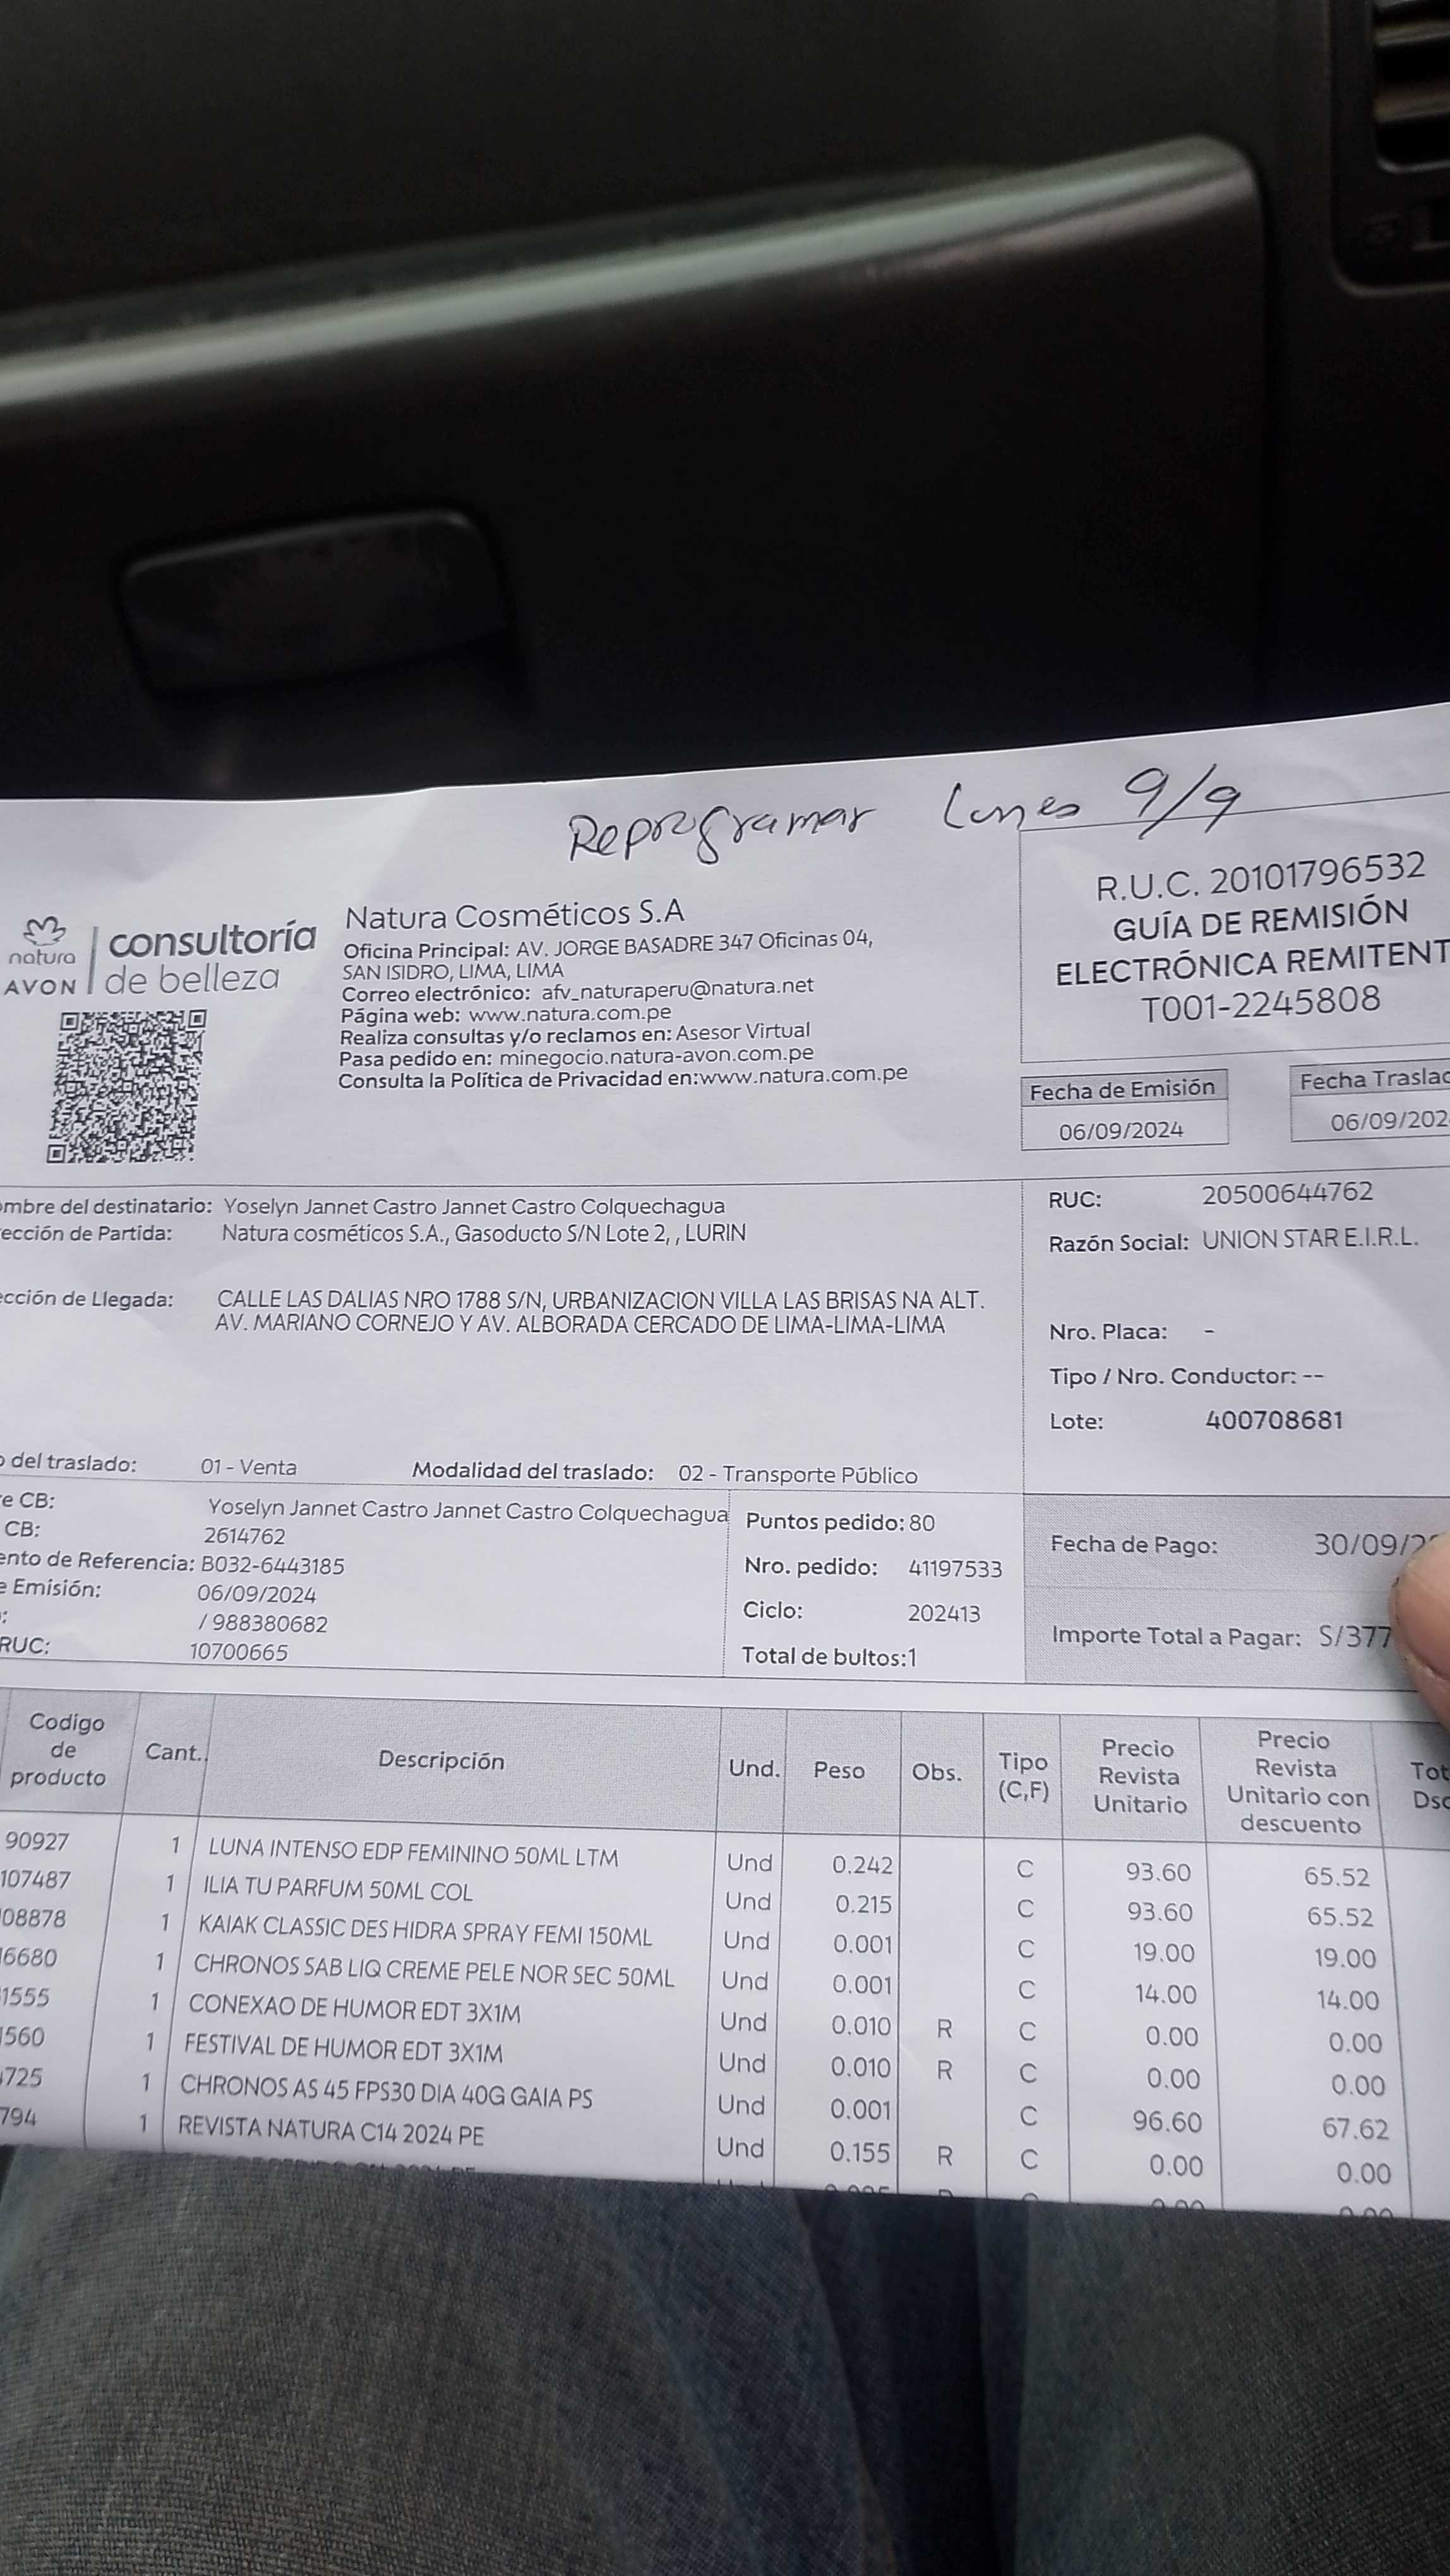 Reprogramar lunes 9/9
natura
AVON
consultoría
de belleza
Natura Cosméticos S.A
Oficina Principal: AV. JORGE BASADRE 347 Oficinas 04,
SAN ISIDRO, LIMA, LIMA
Correo electrónico: afv_naturaperu@natura.net
Página web: www.natura.com.pe
Realiza consultas y/o reclamos en: Asesor Virtual
Pasa pedido en: minegocio.natura-avon.com.pe
Consulta la Política de Privacidad en:www.natura.com.pe
R.U.C. 20101796532
GUÍA DE REMISIÓN
ELECTRÓNICA REMITENT
T001-2245808
Fecha de Emisión
06/09/2024
Fecha Traslad
06/09/202
ombre del destinatario: Yoselyn Jannet Castro Jannet Castro Colquechagua
ección de Partida: Natura cosméticos S.A., Gasoducto S/N Lote 2, , LURIN
ección de Llegada: CALLE LAS DALIAS NRO 1788 S/N, URBANIZACION VILLA LAS BRISAS NA ALT.
AV. MARIANO CORNEJO Y AV. ALBORADA CERCADO DE LIMA-LIMA-LIMA
RUC: 20500644762
Razón Social: UNION STAR E.I.R.L.
Nro. Placa: -
Tipo / Nro. Conductor: --
Lote: 400708681
o del traslado: 01 - Venta Modalidad del traslado: 02 - Transporte Público
e CB: Yoselyn Jannet Castro Jannet Castro Colquechagua
CB: 2614762
ento de Referencia: B032-6443185
e Emisión: 06/09/2024
: / 988380682
RUC: 10700665
Puntos pedido: 80
Nro. pedido: 41197533
Ciclo: 202413
Total de bultos:1
Fecha de Pago: 30/09/2
Importe Total a Pagar: S/377
Codigo de producto Cant. Descripción Und. Peso Obs. Tipo (C,F) Precio Revista Unitario Precio Revista Unitario con descuento Tot Dsc
90927 1 LUNA INTENSO EDP FEMININO 50ML LTM Und 0.242 C 93.60 65.52
107487 1 ILIA TU PARFUM 50ML COL Und 0.215 C 93.60 65.52
08878 1 KAIAK CLASSIC DES HIDRA SPRAY FEMI 150ML Und 0.001 C 19.00 19.00
6680 1 CHRONOS SAB LIQ CREME PELE NOR SEC 50ML Und 0.001 C 14.00 14.00
1555 1 CONEXAO DE HUMOR EDT 3X1M Und 0.010 R C 0.00 0.00
560 1 FESTIVAL DE HUMOR EDT 3X1M Und 0.010 R C 0.00 0.00
725 1 CHRONOS AS 45 FPS30 DIA 40G GAIA PS Und 0.001 C 96.60 67.62
794 1 REVISTA NATURA C14 2024 PE Und 0.155 R C 0.00 0.00